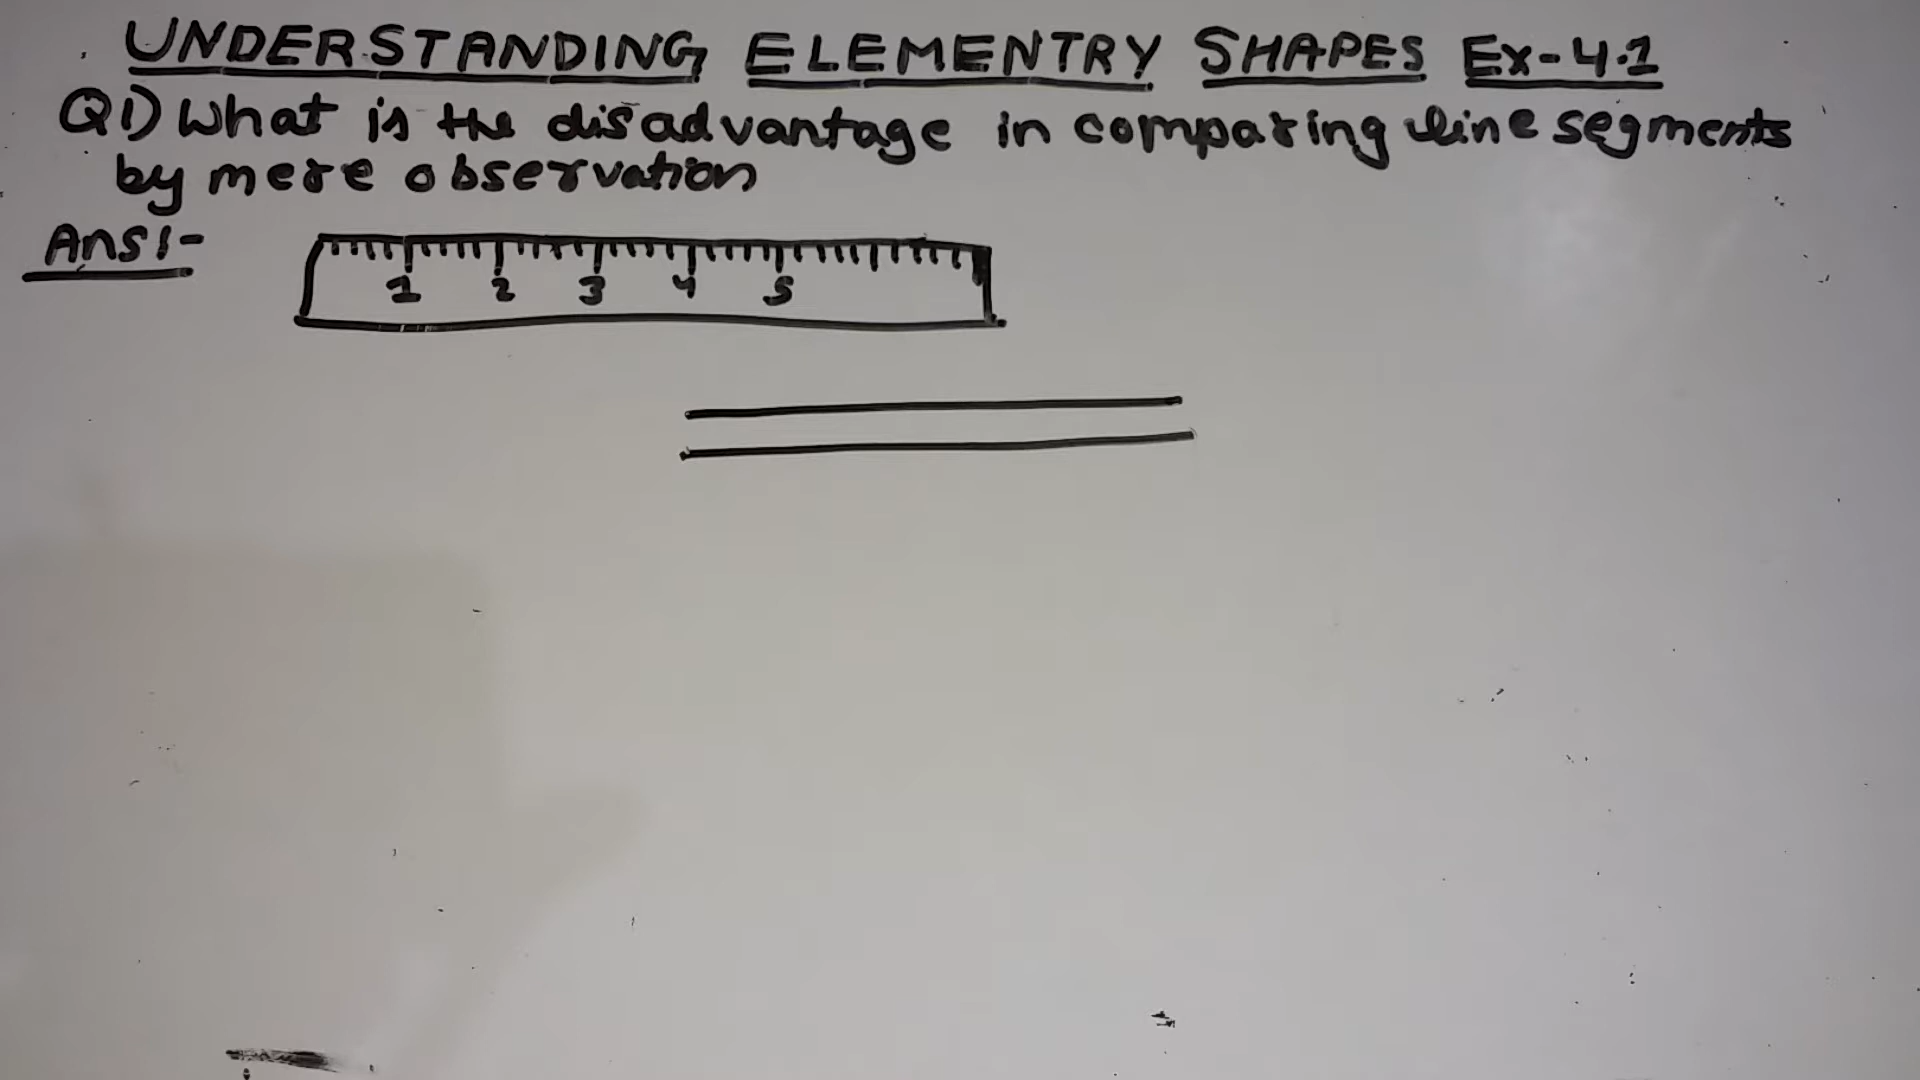 UNDERSTANDING ELEMENTRY SHAPES Ex-4.1
Q1) What is the disadvantage in comparing line segments
by mere observation
Ans:-
1 2 3 4 5